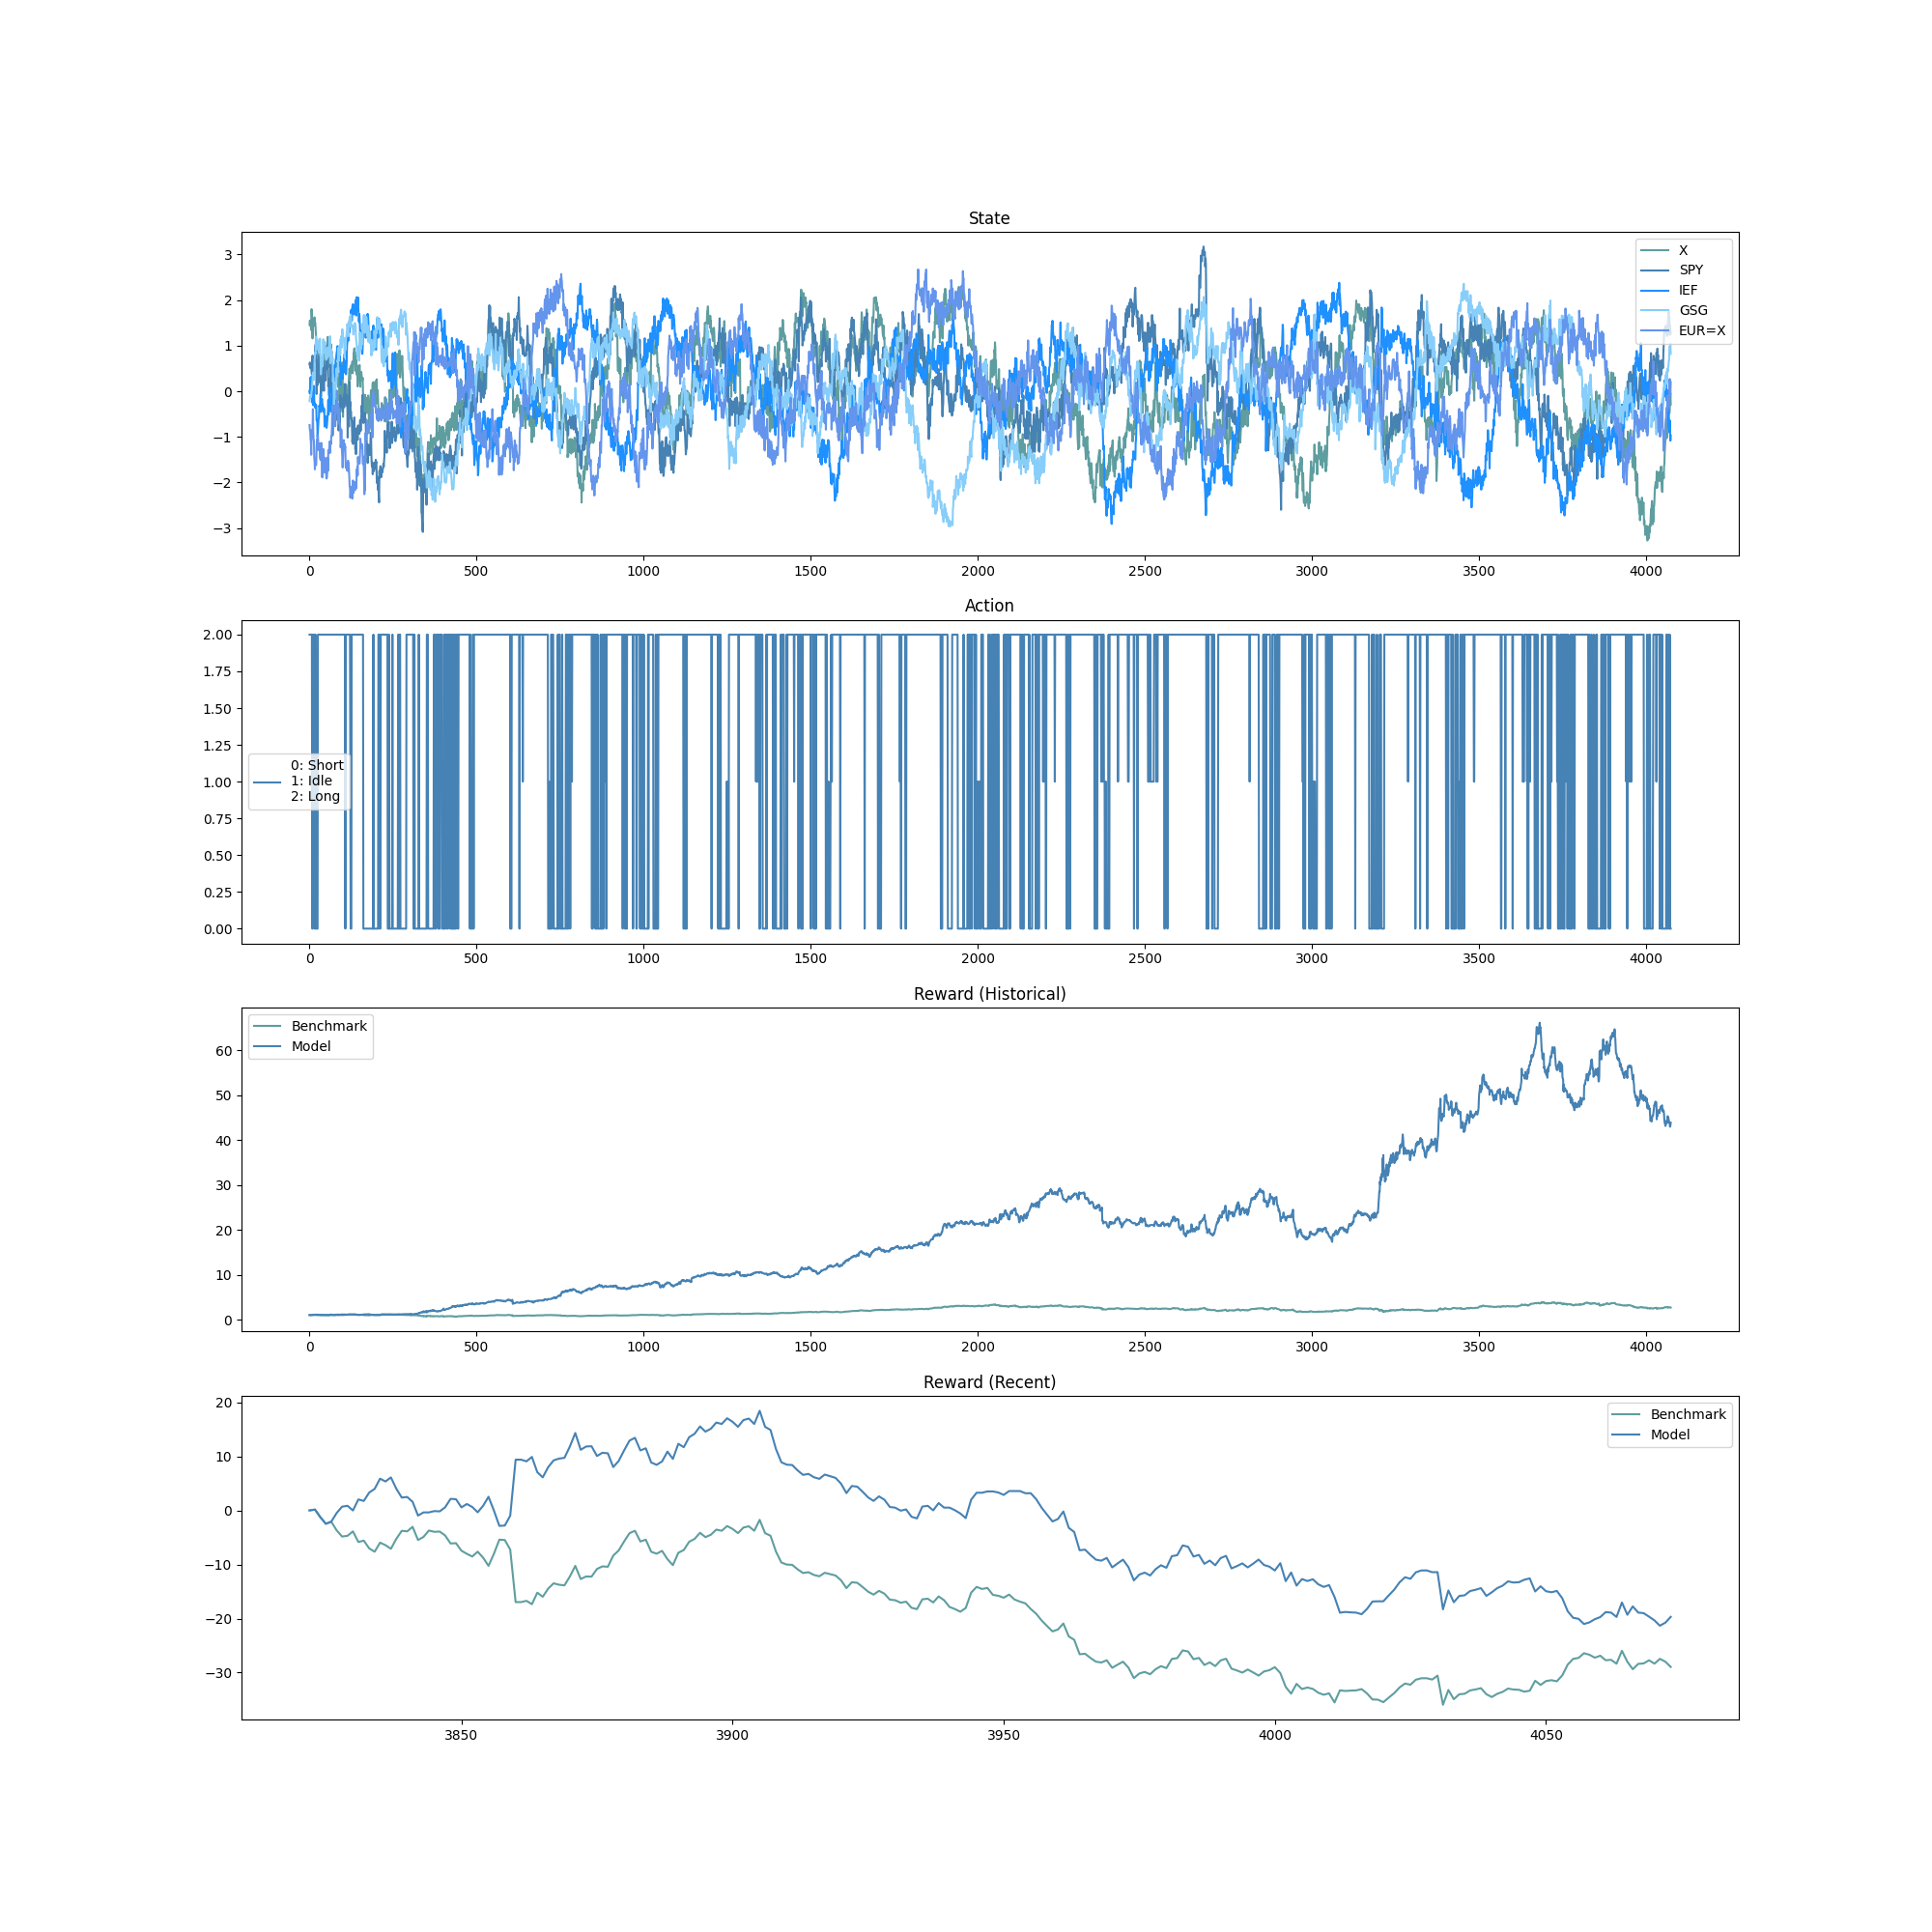 State
3
2
1
0
−1
−2
−3
X
SPY
IEF
GSG
EUR=X
0 500 1000 1500 2000 2500 3000 3500 4000
Action
2.00
1.75
1.50
1.25
1.00
0.75
0.50
0.25
0.00
0: Short
1: Idle
2: Long
0 500 1000 1500 2000 2500 3000 3500 4000
Reward (Historical)
60
50
40
30
20
10
0
Benchmark
Model
0 500 1000 1500 2000 2500 3000 3500 4000
Reward (Recent)
20
10
0
−10
−20
−30
Benchmark
Model
3850 3900 3950 4000 4050